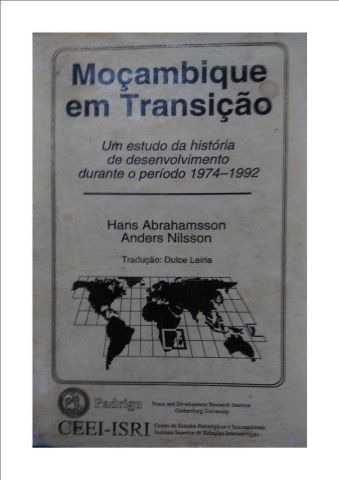 Moçambique
em Transição
Um estudo da história
de desenvolvimento
durante o período 1974–1992
Hans Abrahamsson
Anders Nilsson
Tradução: Dulce Leiria
Padrigu
Peace and Development Research Institute
Gothenburg University
CEEI-ISRI
Centro de Estudos Estratégicos e Internacionais
Instituto Superior de Relações Internacionais